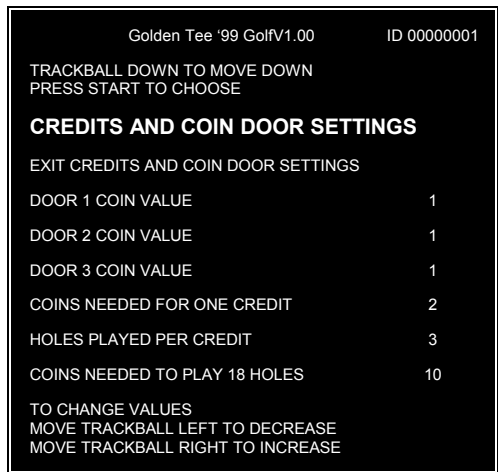 Golden Tee ‘99 GolfV1.00 ID 00000001
TRACKBALL DOWN TO MOVE DOWN
PRESS START TO CHOOSE
CREDITS AND COIN DOOR SETTINGS
EXIT CREDITS AND COIN DOOR SETTINGS
DOOR 1 COIN VALUE 1
DOOR 2 COIN VALUE 1
DOOR 3 COIN VALUE 1
COINS NEEDED FOR ONE CREDIT 2
HOLES PLAYED PER CREDIT 3
COINS NEEDED TO PLAY 18 HOLES 10
TO CHANGE VALUES
MOVE TRACKBALL LEFT TO DECREASE
MOVE TRACKBALL RIGHT TO INCREASE